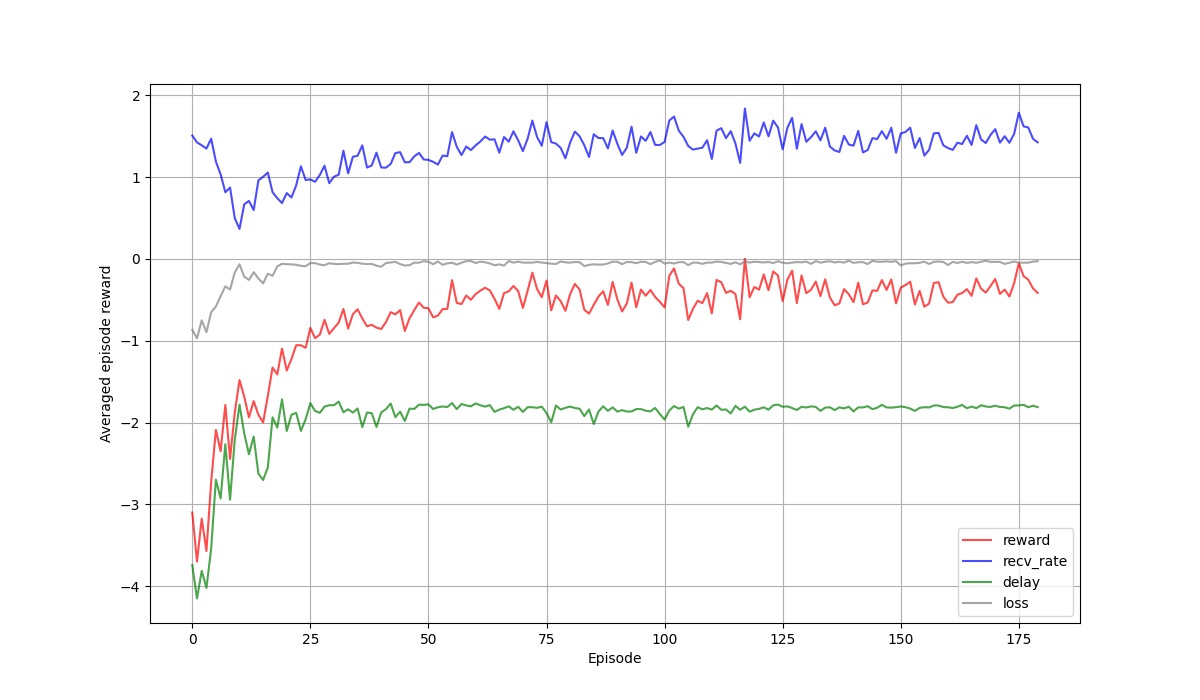 2
1
0
−1
−2
−3
−4
Averaged episode reward
0 25 50 75 100 125 150 175
Episode
reward
recv_rate
delay
loss